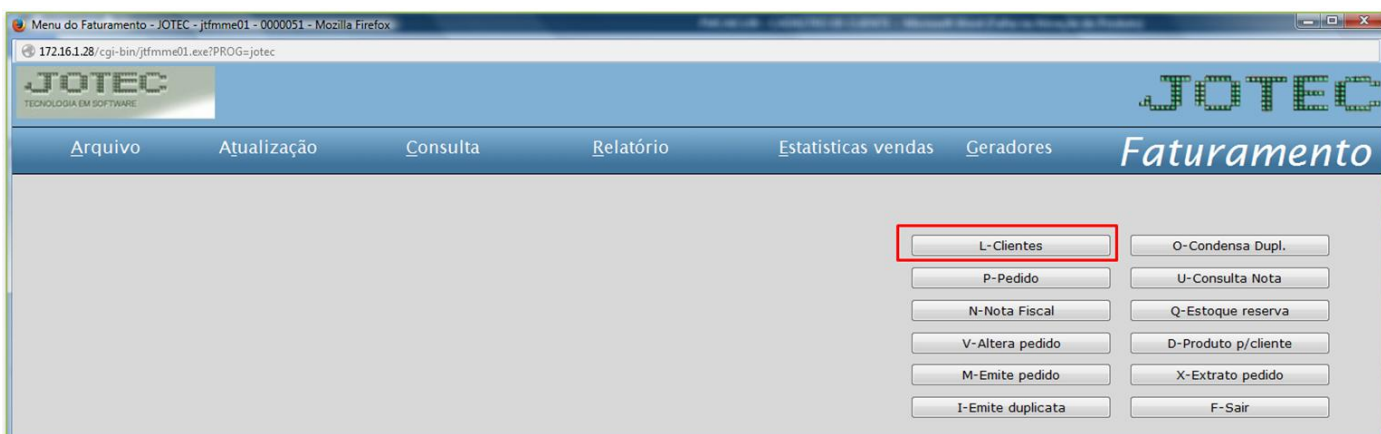 Menu do Faturamento - JOTEC - jtfmme01 - 0000051 - Mozilla Firefox
172.16.1.28/cgi-bin/jtfmme01.exe?PROG=jotec
JOTEC
TECNOLOGIA EM SOFTWARE
JOTEC
Arquivo Atualização Consulta Relatório Estatisticas vendas Geradores Faturamento
L-Clientes O-Condensa Dupl.
P-Pedido U-Consulta Nota
N-Nota Fiscal Q-Estoque reserva
V-Altera pedido D-Produto p/cliente
M-Emite pedido X-Extrato pedido
I-Emite duplicata F-Sair